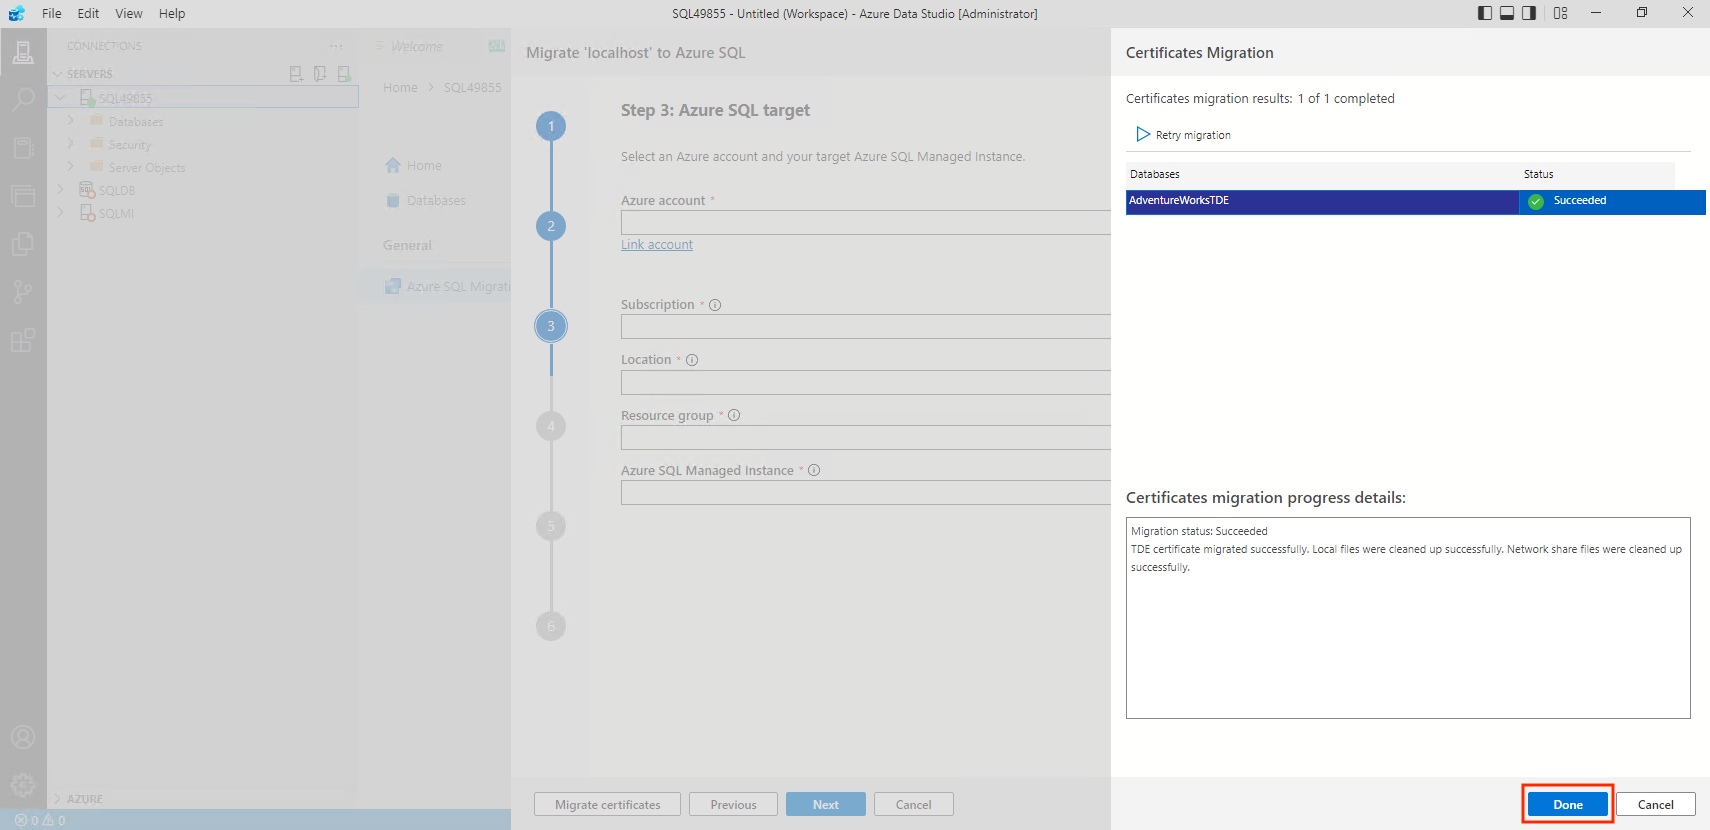 File Edit View Help
SQL49855 - Untitled (Workspace) - Azure Data Studio [Administrator]
CONNECTIONS
SERVERS
SQL49855
Databases
Security
Server Objects
SQLDB
SQLMI
AZURE
0 0
Welcome
Home > SQL49855
Home
Databases
General
Azure SQL Migrati
Migrate 'localhost' to Azure SQL
1
2
3
4
5
6
Step 3: Azure SQL target
Select an Azure account and your target Azure SQL Managed Instance.
Azure account *
Link account
Subscription *
Location *
Resource group *
Azure SQL Managed Instance *
Migrate certificates Previous Next Cancel
Certificates Migration
Certificates migration results: 1 of 1 completed
Retry migration
Databases Status
AdventureWorksTDE Succeeded
Certificates migration progress details:
Migration status: Succeeded
TDE certificate migrated successfully. Local files were cleaned up successfully. Network share files were cleaned up
successfully.
Done Cancel